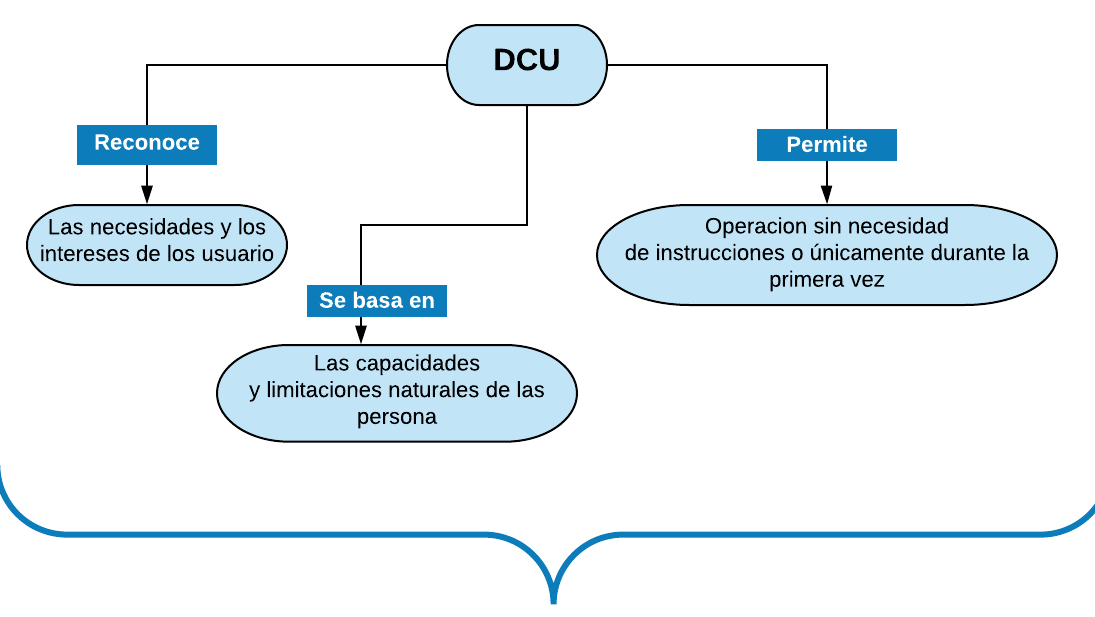 DCU
Reconoce
Las necesidades y los
intereses de los usuario
Se basa en
Las capacidades
y limitaciones naturales de las
persona
Permite
Operacion sin necesidad
de instrucciones o únicamente durante la
primera vez